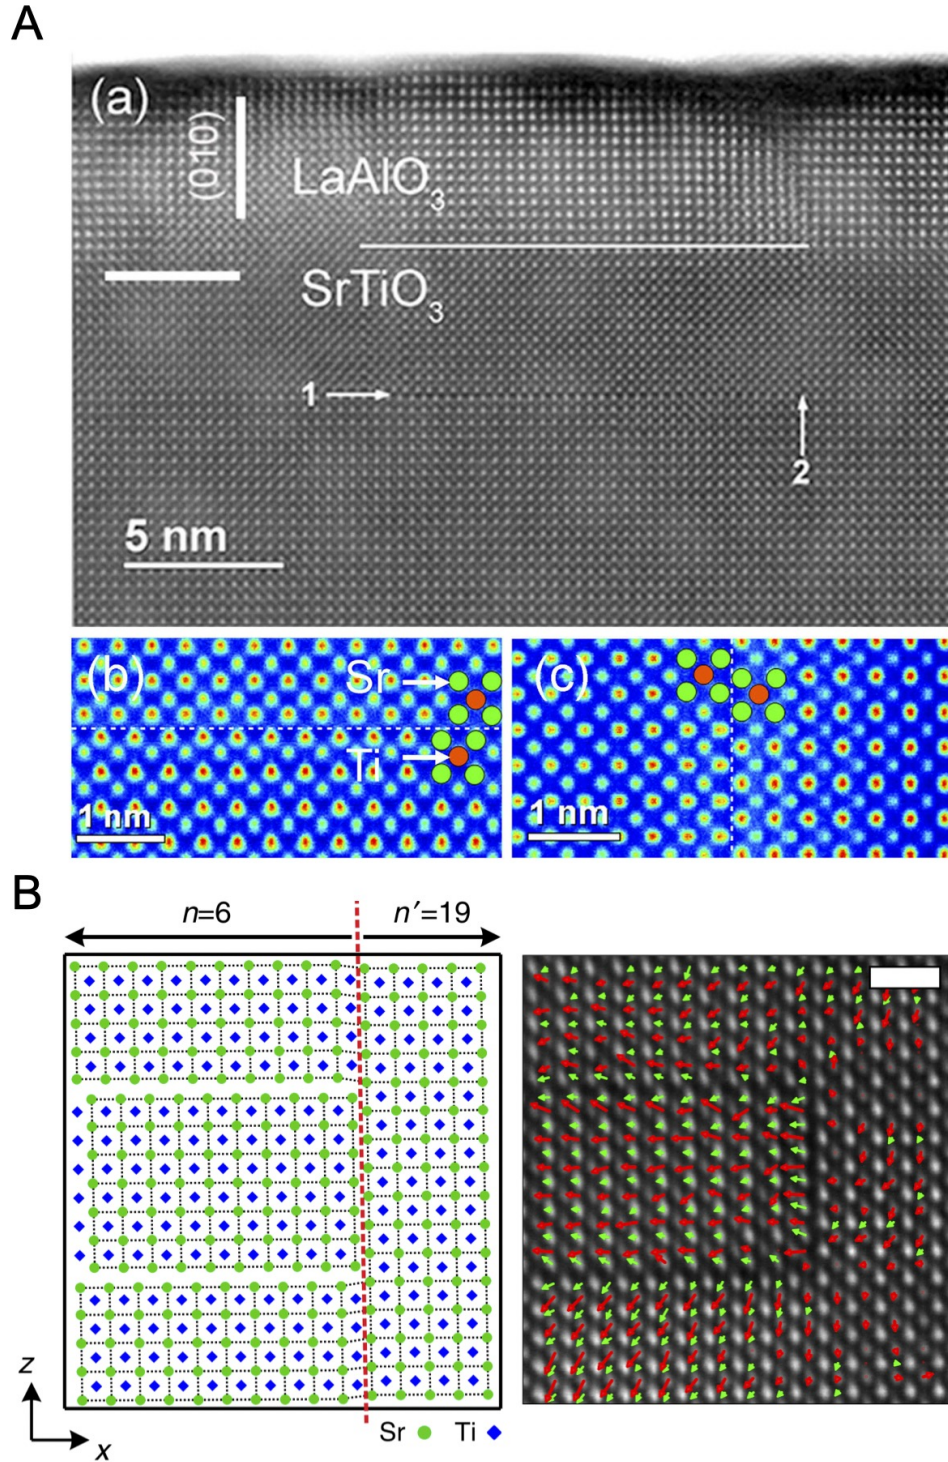 A
(a)
(010)
LaAlO₃
SrTiO₃
1
2
5 nm
(b)
Sr
Ti
1 nm
(c)
1 nm
B
n=6
n′=19
z
x
Sr
Ti